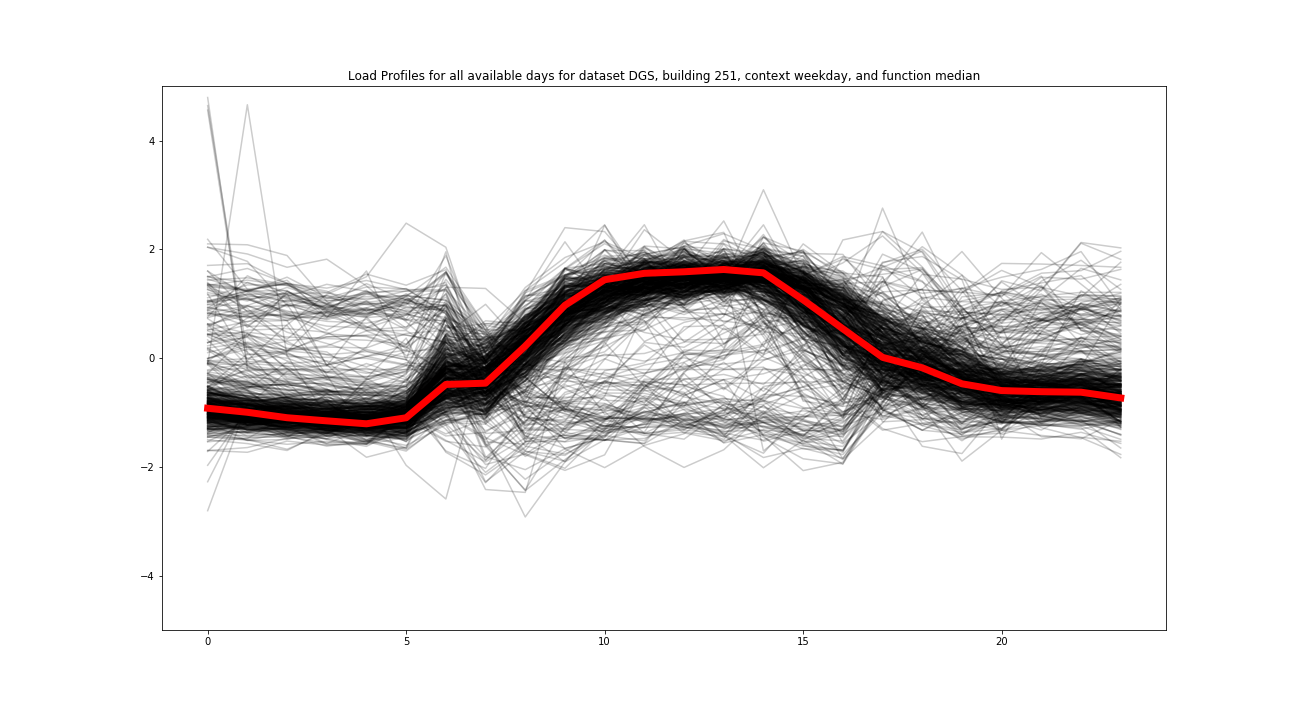 Load Profiles for all available days for dataset DGS, building 251, context weekday, and function median
4
2
0
−2
−4
0 5 10 15 20